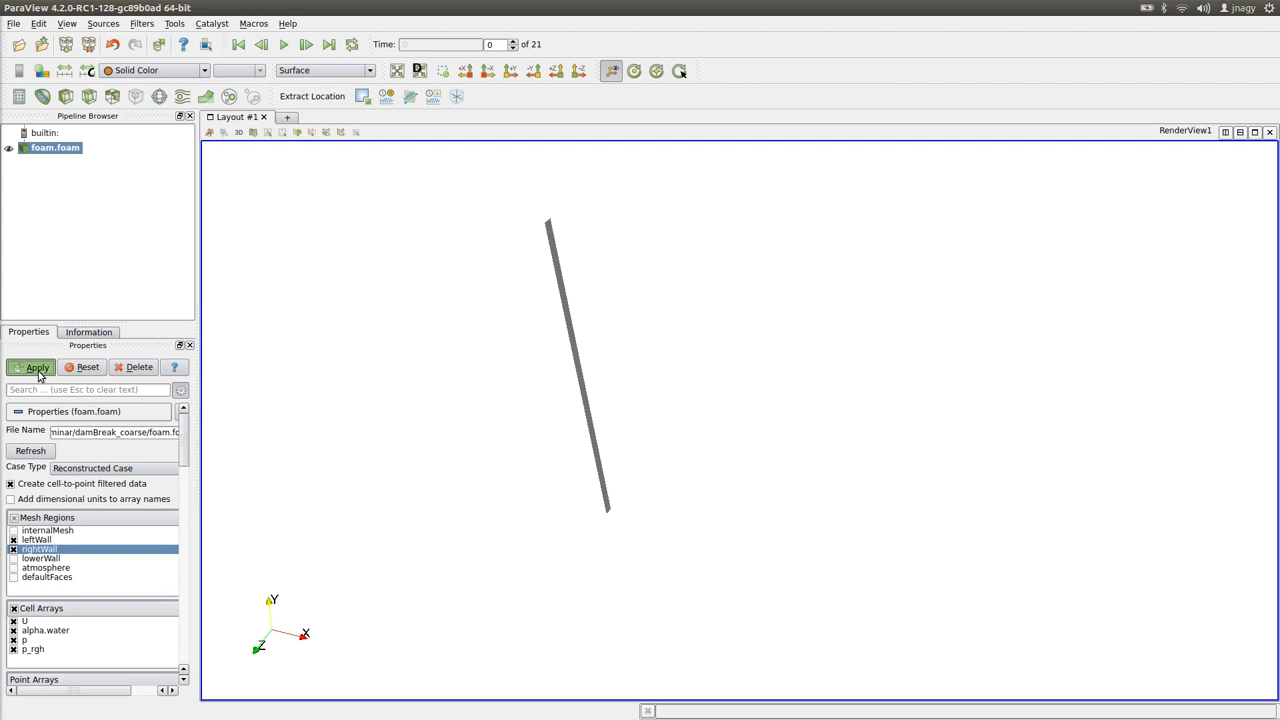 ParaView 4.2.0-RC1-128-gc89b0ad 64-bit
jnagy
File Edit View Sources Filters Tools Catalyst Macros Help
Time: 0 0 of 21
Solid Color Surface
+X -X +Y -Y +Z -Z
Extract Location
Pipeline Browser
Layout #1
3D
RenderView1
builtin:
foam.foam
Properties Information
Properties
Apply Reset Delete ?
Search ... (use Esc to clear text)
Properties (foam.foam)
File Name minar/damBreak_coarse/foam.fo
Refresh
Case Type Reconstructed Case
Create cell-to-point filtered data
Add dimensional units to array names
Mesh Regions
internalMesh
leftWall
rightWall
lowerWall
atmosphere
defaultFaces
Cell Arrays
U
alpha.water
p
p_rgh
Point Arrays
Y
X
Z